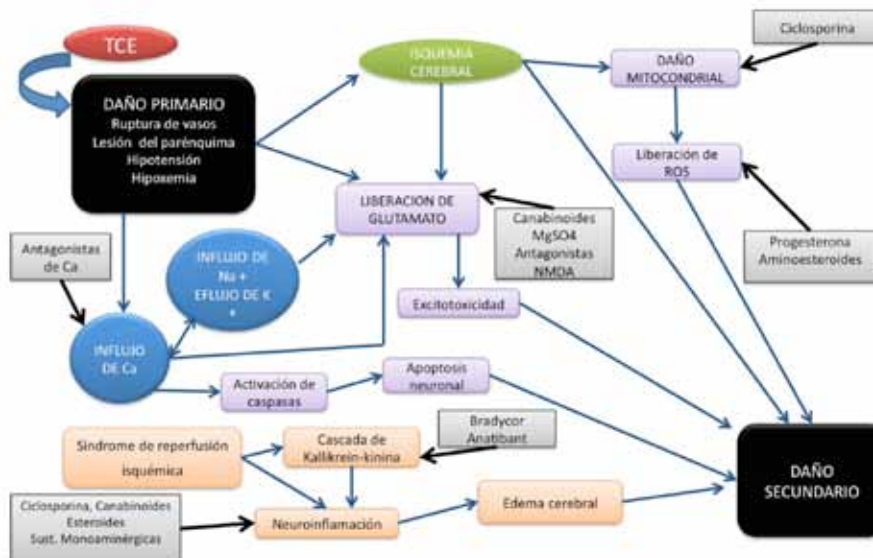 TCE
DAÑO PRIMARIO
Ruptura de vasos
Lesión del parénquima
Hipotensión
Hipoxemia
ISQUEMIA
CEREBRAL
DAÑO
MITOCONDRIAL
Ciclosporina
Liberación de
ROS
LIBERACION DE
GLUTAMATO
Canabinoides
MgSO4
Antagonistas
NMDA
Progesterona
Aminoesteroides
Antagonistas
de Ca
INFLUJO DE
Na +
EFLUJO DE K
+
Excitotoxicidad
INFLUJO
DE Ca
Activación de
caspasas
Apoptosis
neuronal
Bradycor
Anatibant
Sindrome de reperfusión
isquémica
Cascada de
Kallikrein-kinina
DAÑO
SECUNDARIO
Ciclosporina, Canabinoides
Esteroides
Sust. Monoaminérgicas
Neuroinflamación
Edema cerebral